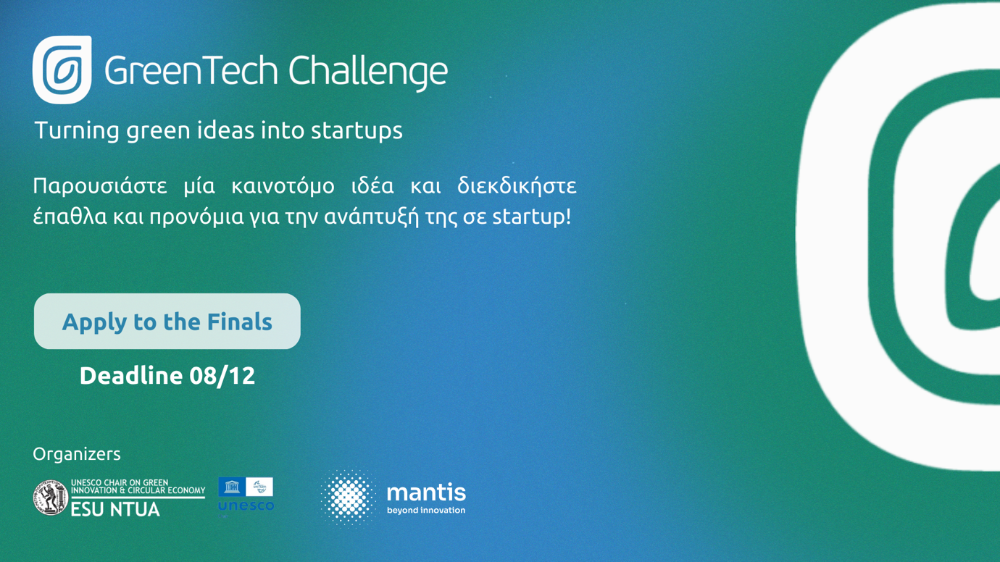 GreenTech Challenge
Turning green ideas into startups
Παρουσιάστε μία καινοτόμο ιδέα και διεκδικήστε
έπαθλα και προνόμια για την ανάπτυξή της σε startup!
Apply to the Finals
Deadline 08/12
Organizers
UNESCO CHAIR ON GREEN
INNOVATION & CIRCULAR ECONOMY
ESU NTUA
unesco
mantis
beyond innovation